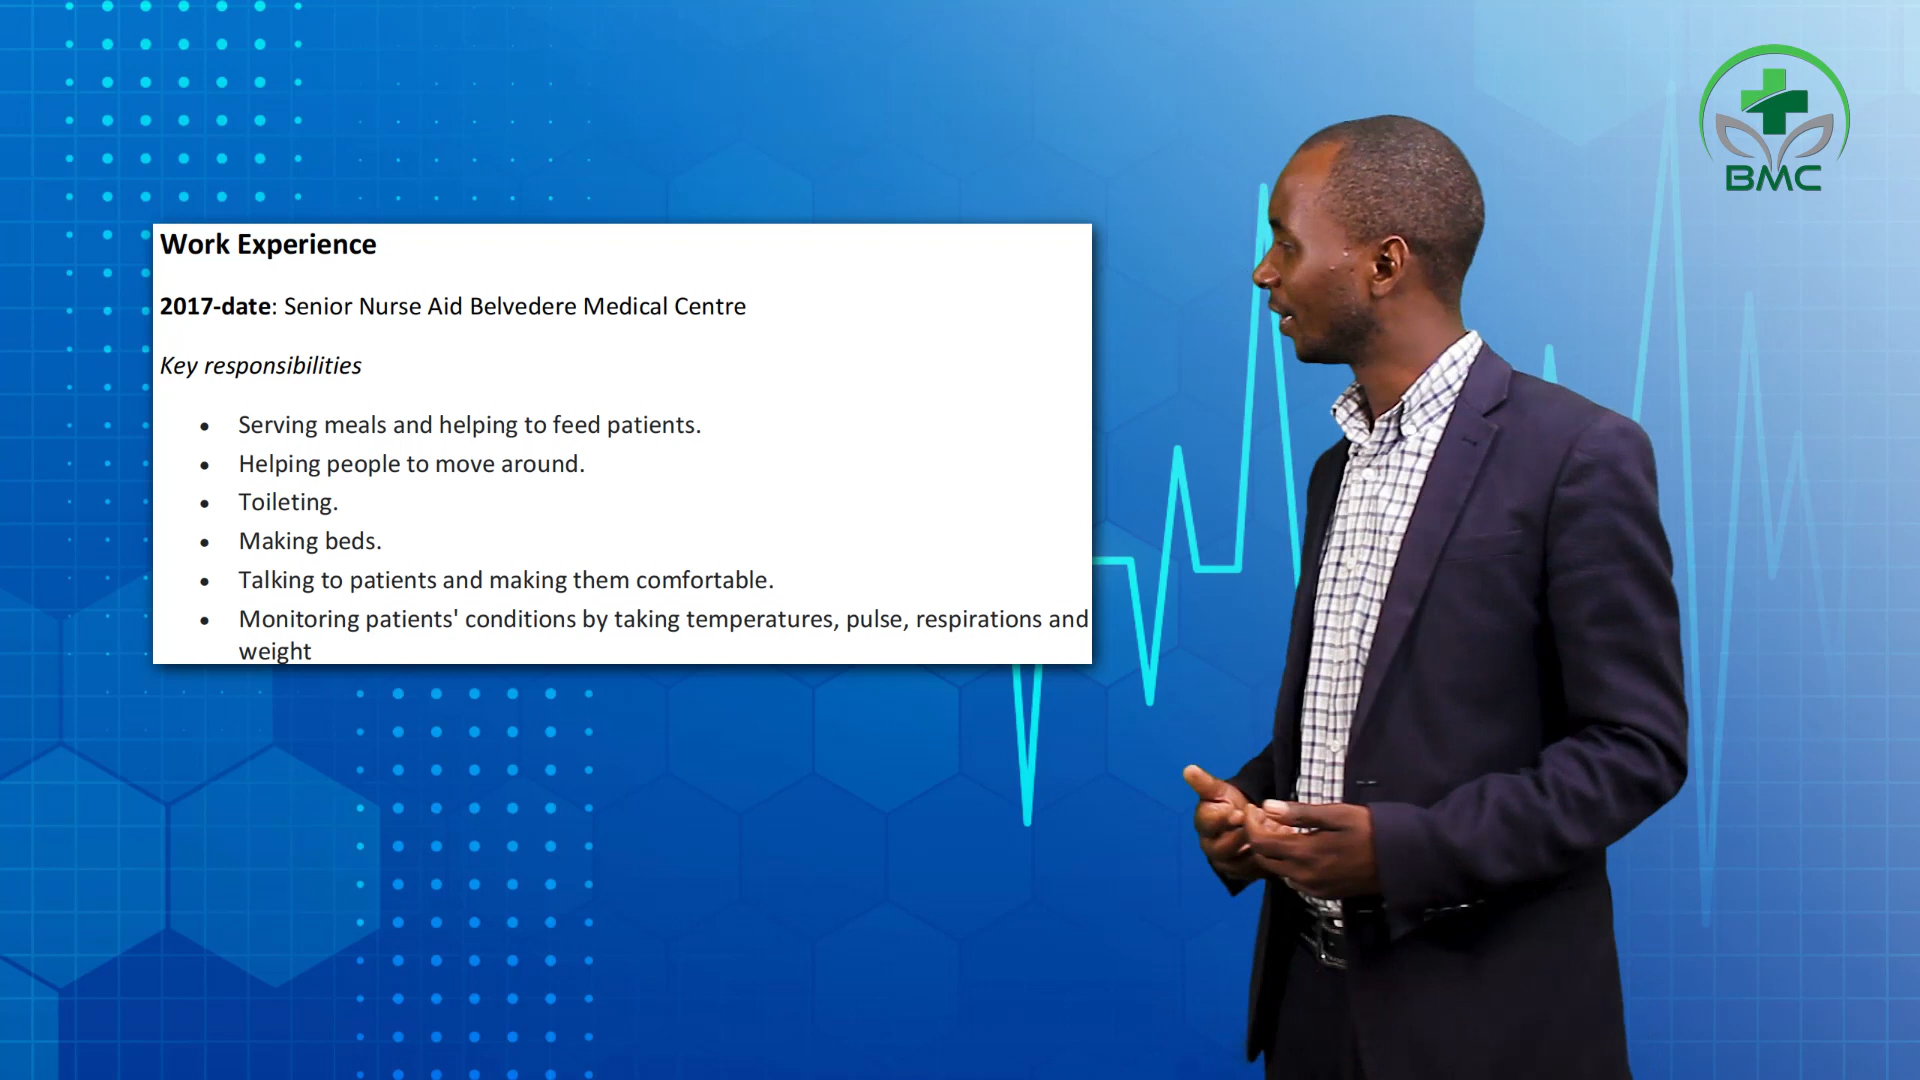 BMC
Work Experience
2017-date: Senior Nurse Aid Belvedere Medical Centre
Key responsibilities
• Serving meals and helping to feed patients.
• Helping people to move around.
• Toileting.
• Making beds.
• Talking to patients and making them comfortable.
• Monitoring patients' conditions by taking temperatures, pulse, respirations and
weight